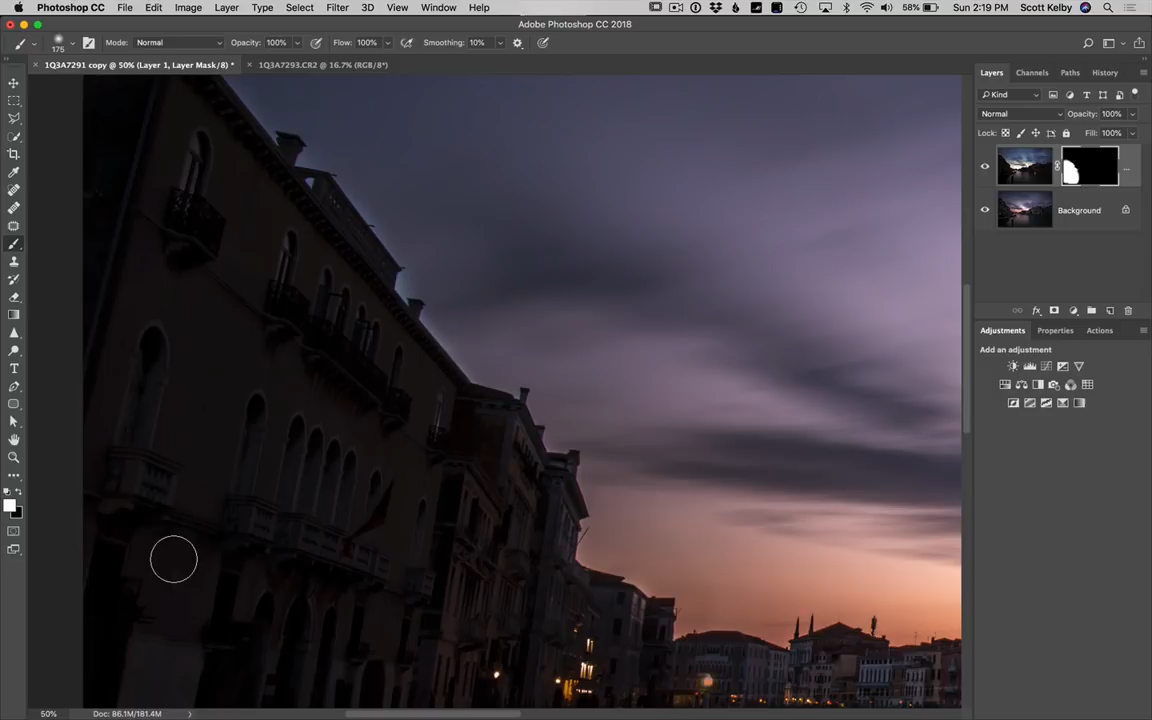 Photoshop CC File Edit Image Layer Type Select Filter 3D View Window Help 58% Sun 2:19 PM Scott Kelby
Adobe Photoshop CC 2018
175 Mode: Normal Opacity: 100% Flow: 100% Smoothing: 10%
1Q3A7291 copy @ 50% (Layer 1, Layer Mask/8) * 1Q3A7293.CR2 @ 16.7% (RGB/8*)
Layers Channels Paths History
Kind
Normal Opacity: 100%
Lock: Fill: 100%
...
Background
Adjustments Properties Actions
Add an adjustment
50% Doc: 86.1M/181.4M